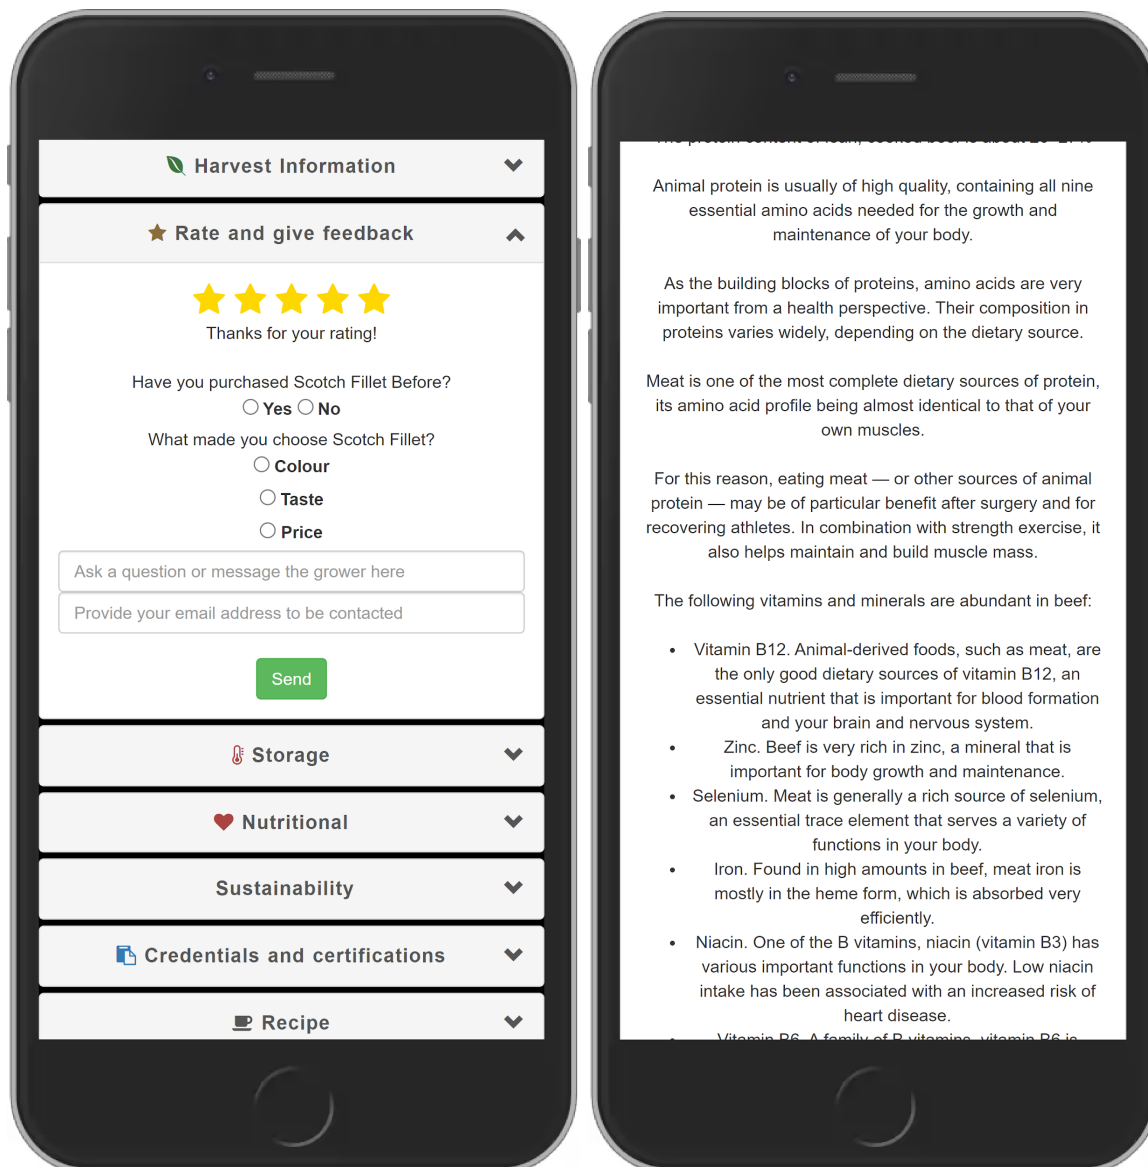 Harvest Information
Rate and give feedback
Thanks for your rating!
Have you purchased Scotch Fillet Before?
Yes No
What made you choose Scotch Fillet?
Colour
Taste
Price
Ask a question or message the grower here
Provide your email address to be contacted
Send
Storage
Nutritional
Sustainability
Credentials and certifications
Recipe
Animal protein is usually of high quality, containing all nine
essential amino acids needed for the growth and
maintenance of your body.
As the building blocks of proteins, amino acids are very
important from a health perspective. Their composition in
proteins varies widely, depending on the dietary source.
Meat is one of the most complete dietary sources of protein,
its amino acid profile being almost identical to that of your
own muscles.
For this reason, eating meat — or other sources of animal
protein — may be of particular benefit after surgery and for
recovering athletes. In combination with strength exercise, it
also helps maintain and build muscle mass.
The following vitamins and minerals are abundant in beef:
• Vitamin B12. Animal-derived foods, such as meat, are
the only good dietary sources of vitamin B12, an
essential nutrient that is important for blood formation
and your brain and nervous system.
• Zinc. Beef is very rich in zinc, a mineral that is
important for body growth and maintenance.
• Selenium. Meat is generally a rich source of selenium,
an essential trace element that serves a variety of
functions in your body.
• Iron. Found in high amounts in beef, meat iron is
mostly in the heme form, which is absorbed very
efficiently.
• Niacin. One of the B vitamins, niacin (vitamin B3) has
various important functions in your body. Low niacin
intake has been associated with an increased risk of
heart disease.
• Vitamin B6. A family of B vitamins, vitamin B6 is